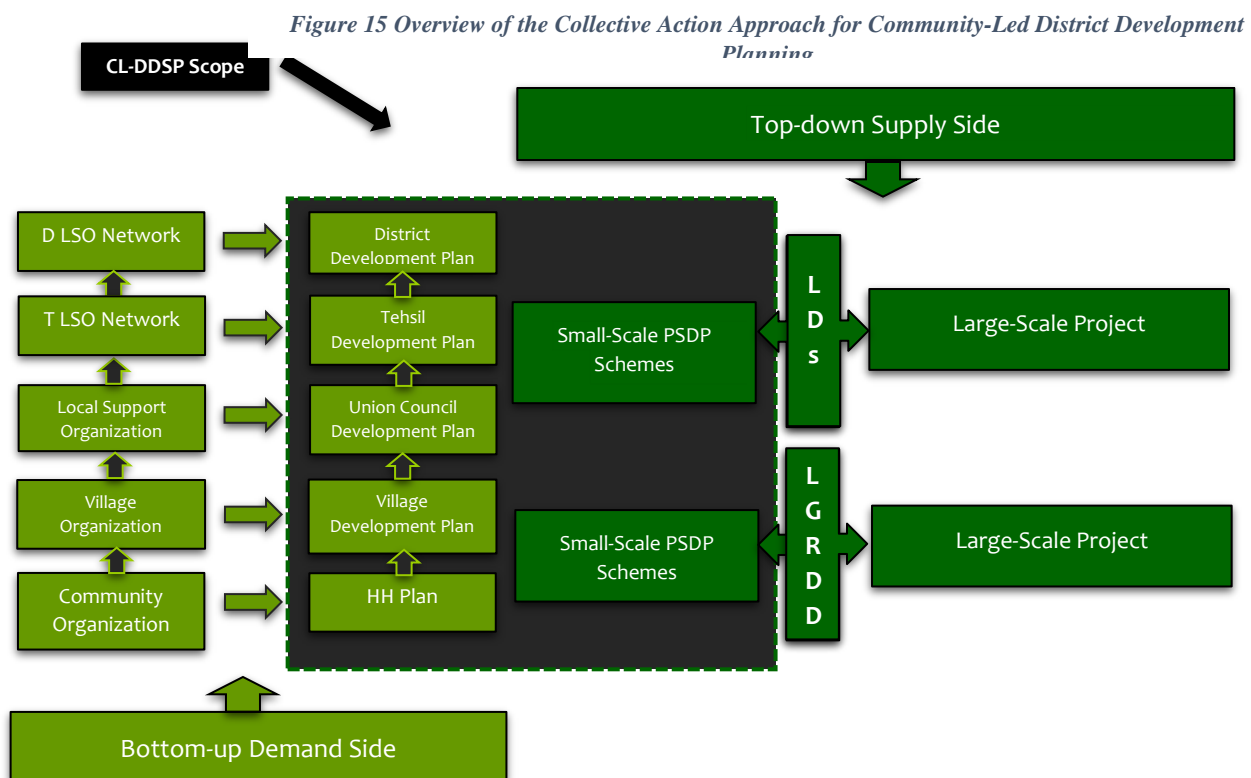 Figure 15 Overview of the Collective Action Approach for Community-Led District Development
Planning
CL-DDSP Scope
Top-down Supply Side
D LSO Network
District
Development Plan
T LSO Network
Tehsil
Development Plan
Local Support
Organization
Union Council
Development Plan
Village
Organization
Village
Development Plan
Community
Organization
HH Plan
Small-Scale PSDP
Schemes
L
D
s
Large-Scale Project
Small-Scale PSDP
Schemes
L
G
R
D
D
Large-Scale Project
Bottom-up Demand Side